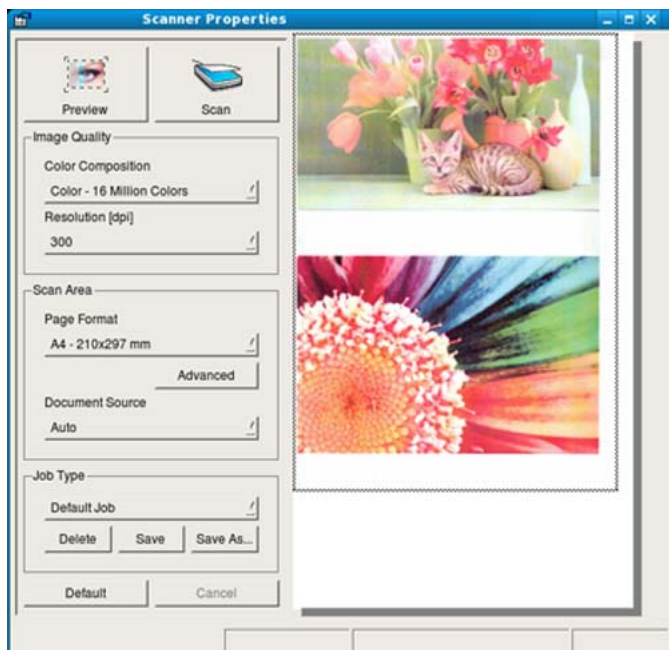 Scanner Properties
Preview
Scan
Image Quality
Color Composition
Color - 16 Million Colors
Resolution [dpi]
300
Scan Area
Page Format
A4 - 210x297 mm
Advanced
Document Source
Auto
Job Type
Default Job
Delete
Save
Save As...
Default
Cancel